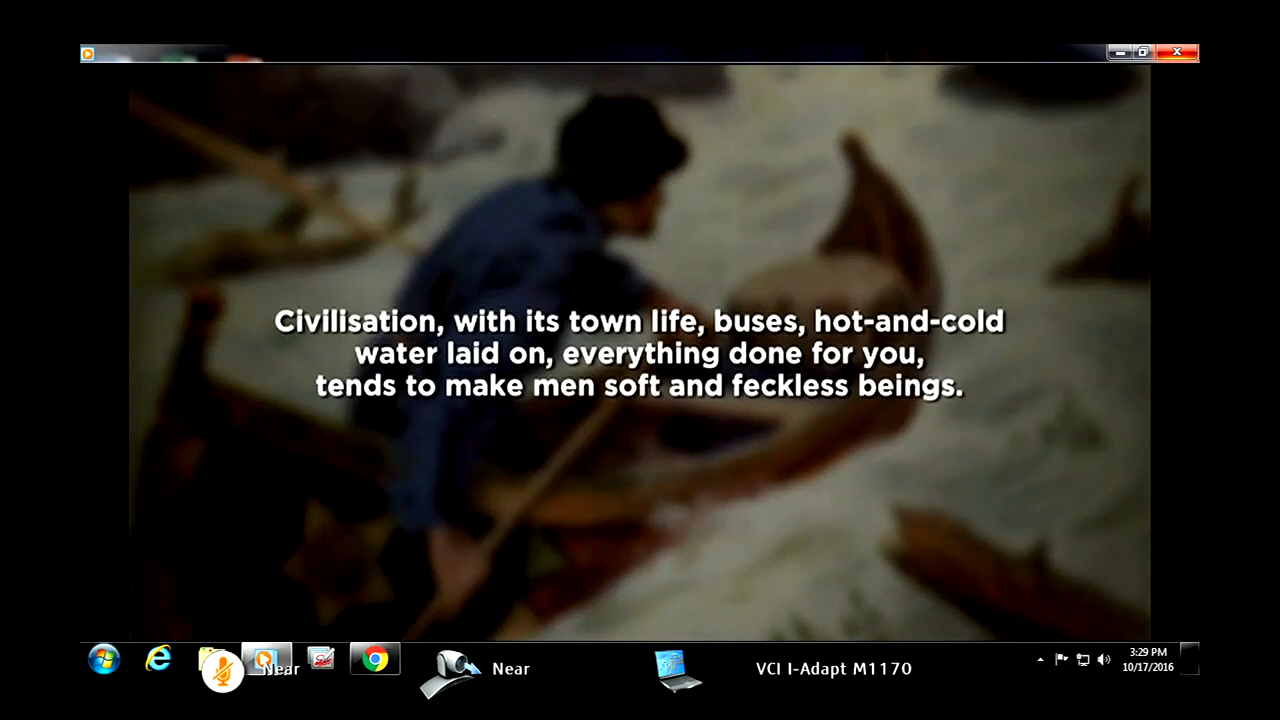 Civilisation, with its town life, buses, hot-and-cold
water laid on, everything done for you,
tends to make men soft and feckless beings.
Near
Near
VCI I-Adapt M1170
3:29 PM
10/17/2016